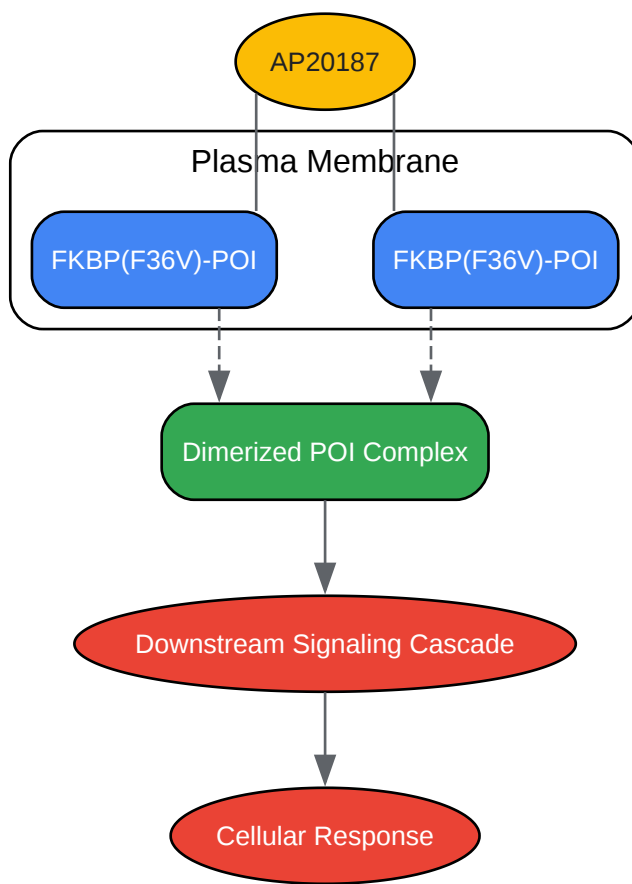 AP20187
Plasma Membrane
FKBP(F36V)-POI
FKBP(F36V)-POI
Dimerized POI Complex
Downstream Signaling Cascade
Cellular Response